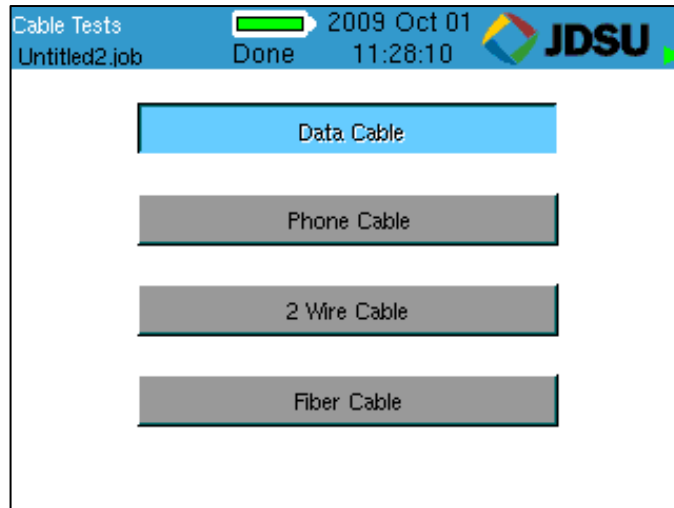 Cable Tests 2009 Oct 01 JDSU
Untitled2.job Done 11:28:10
Data Cable
Phone Cable
2 Wire Cable
Fiber Cable